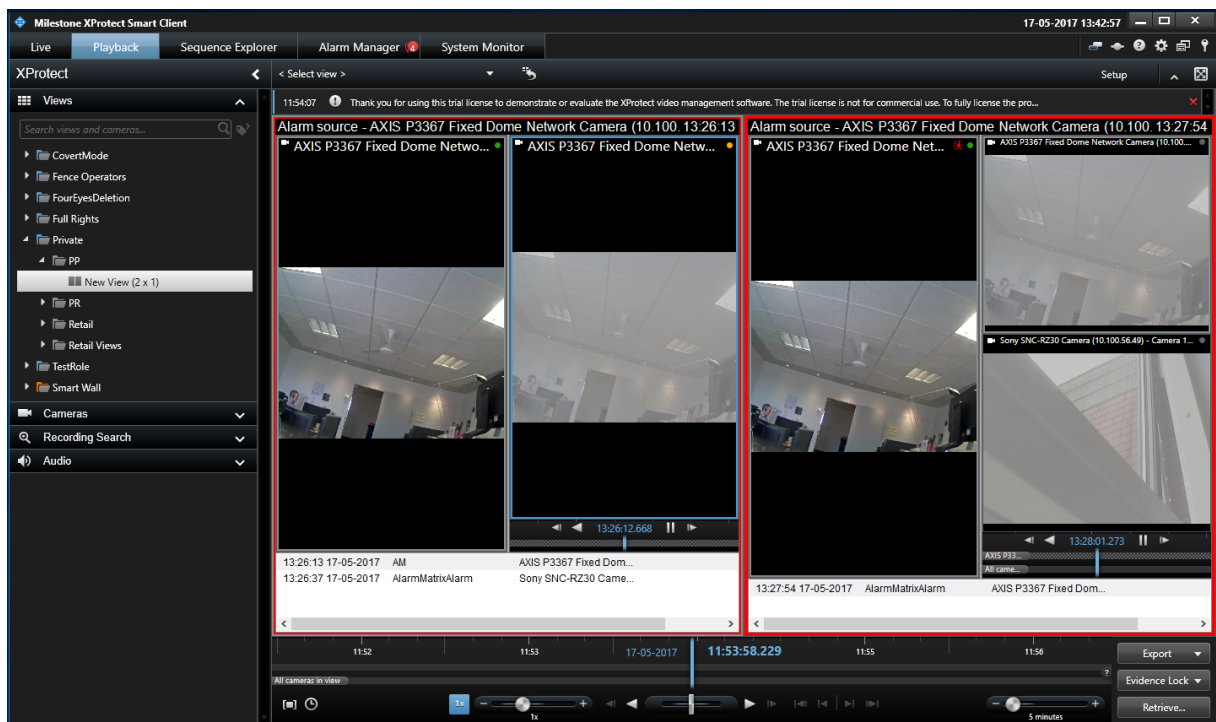 Milestone XProtect Smart Client
17-05-2017 13:42:57
Live Playback Sequence Explorer Alarm Manager 4 System Monitor
XProtect
< Select view >
Setup
Views
11:54:07 Thank you for using this trial license to demonstrate or evaluate the XProtect video management software. The trial license is not for commercial use. To fully license the pro...
Search views and cameras...
CovertMode
Fence Operators
FourEyesDeletion
Full Rights
Private
PP
New View (2 x 1)
PR
Retail
Retail Views
TestRole
Smart Wall
Cameras
Recording Search
Audio
Alarm source - AXIS P3367 Fixed Dome Network Camera (10.100. 13:26:13
AXIS P3367 Fixed Dome Netwo...
AXIS P3367 Fixed Dome Netw...
13:26:12.668
13:26:13 17-05-2017 AM AXIS P3367 Fixed Dom...
13:26:37 17-05-2017 AlarmMatrixAlarm Sony SNC-RZ30 Came...
Alarm source - AXIS P3367 Fixed Dome Network Camera (10.100. 13:27:54
AXIS P3367 Fixed Dome Net...
AXIS P3367 Fixed Dome Network Camera (10.100....
Sony SNC-RZ30 Camera (10.100.56.49) - Camera 1...
13:28:01.273
AXIS P33...
All came...
13:27:54 17-05-2017 AlarmMatrixAlarm AXIS P3367 Fixed Dom...
11:52 11:53 17-05-2017 11:53:58.229 11:55 11:56
All cameras in view
?
1x
1x
5 minutes
Export
Evidence Lock
Retrieve...